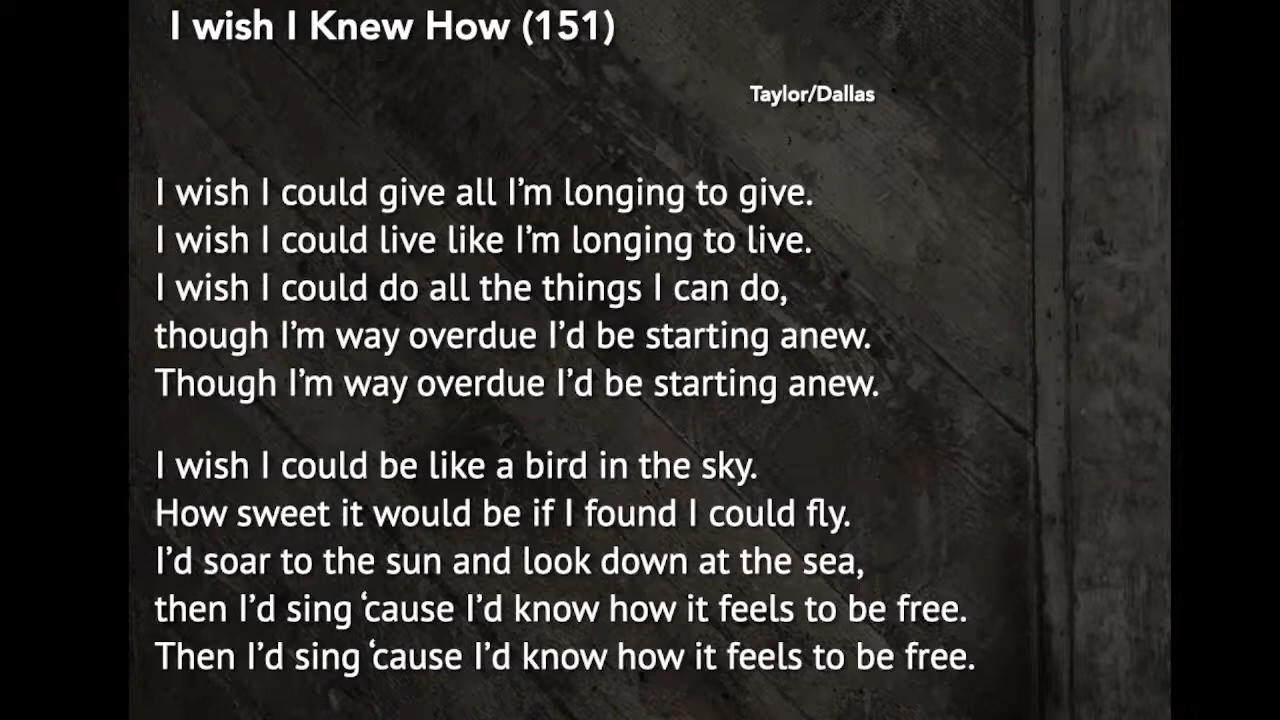 I wish I Knew How (151)
Taylor/Dallas
I wish I could give all I’m longing to give.
I wish I could live like I’m longing to live.
I wish I could do all the things I can do,
though I’m way overdue I’d be starting anew.
Though I’m way overdue I’d be starting anew.
I wish I could be like a bird in the sky.
How sweet it would be if I found I could fly.
I’d soar to the sun and look down at the sea,
then I’d sing ‘cause I’d know how it feels to be free.
Then I’d sing ‘cause I’d know how it feels to be free.